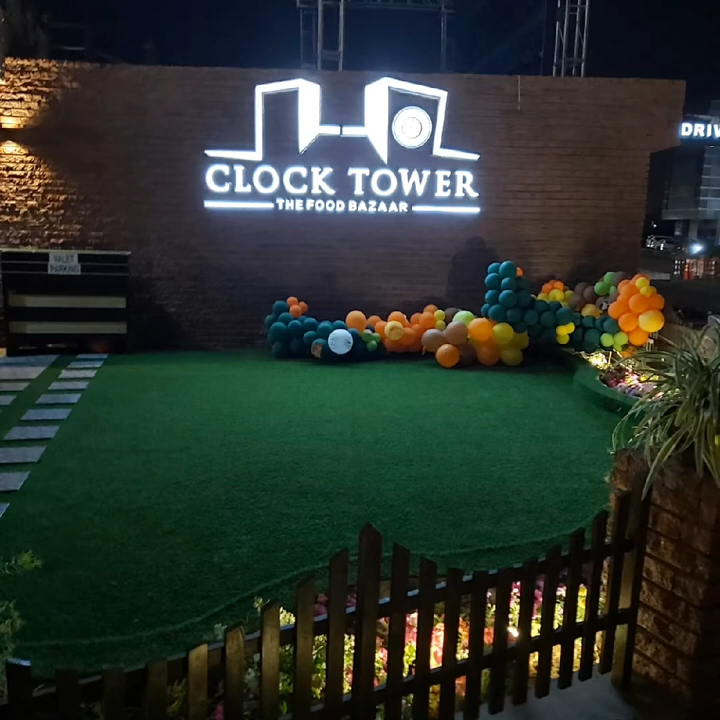 CLOCK TOWER
THE FOOD BAZAAR
DRIV
VALET
PARKING